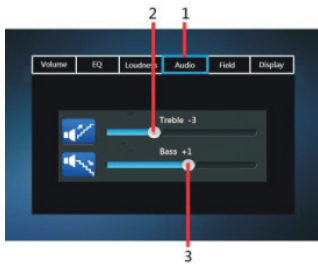 2 1
Volume EQ Loudness Audio Field Display
Treble -3
Bass +1
3